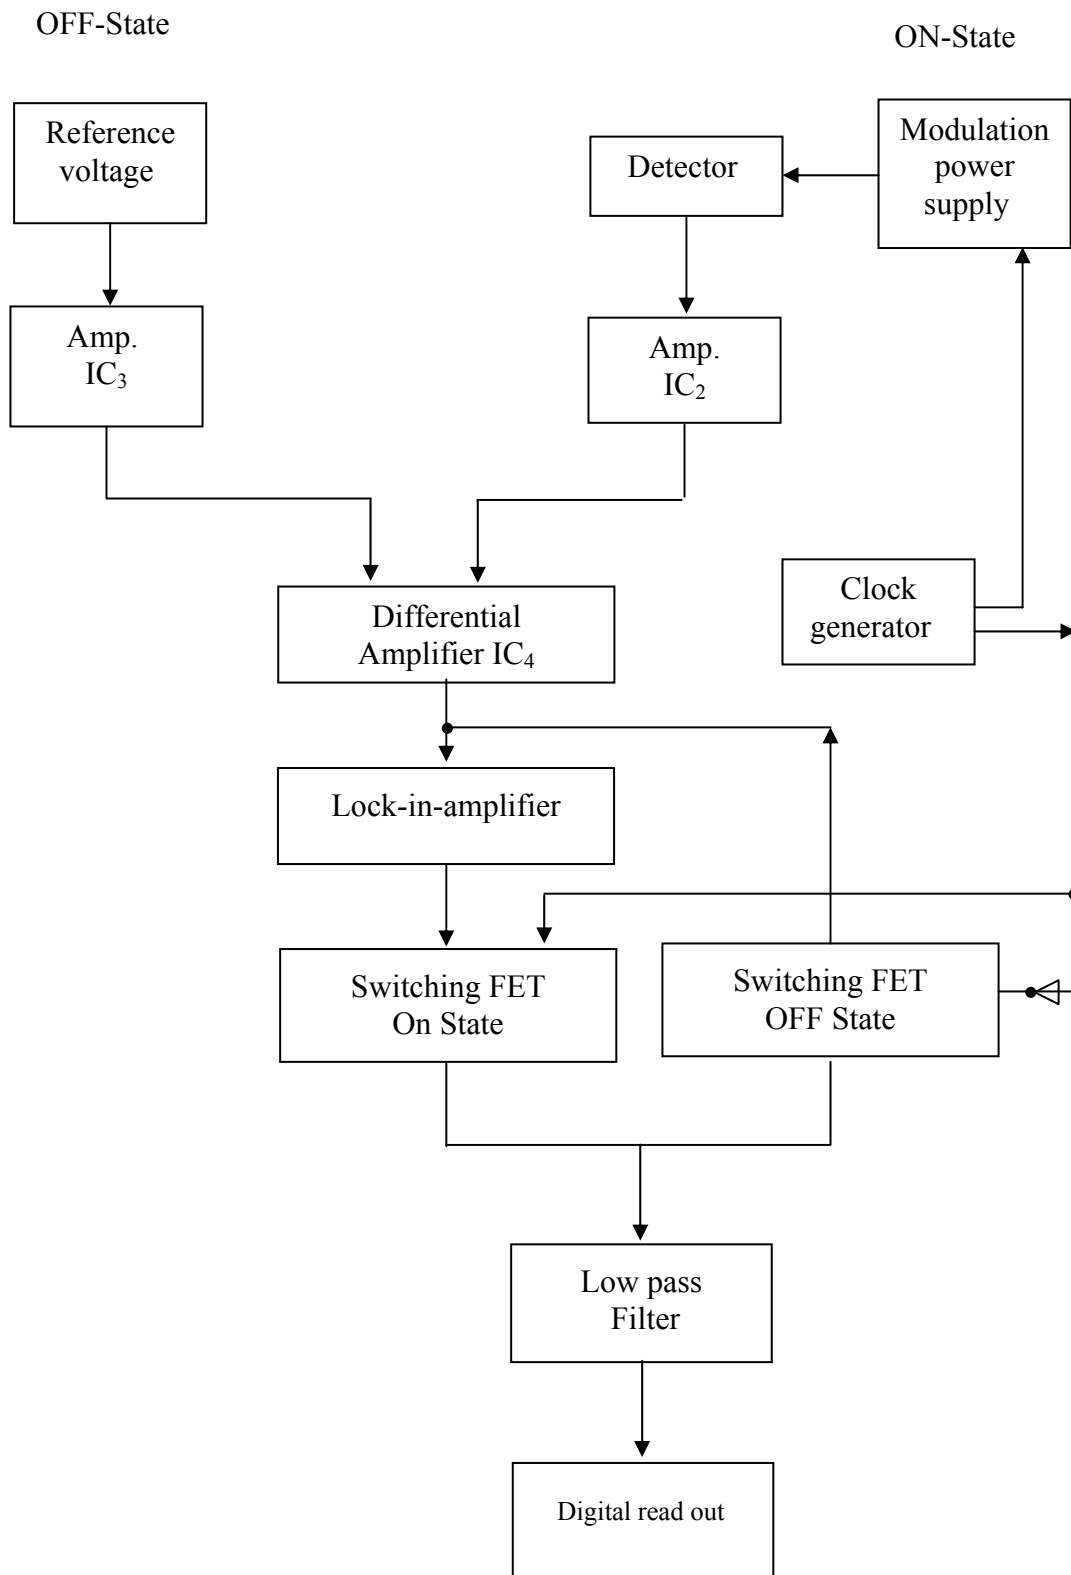 OFF-State
ON-State
Reference
voltage
Detector
Modulation
power
supply
Amp.
IC₃
Amp.
IC₂
Clock
generator
Differential
Amplifier IC₄
Lock-in-amplifier
Switching FET
On State
Switching FET
OFF State
Low pass
Filter
Digital read out